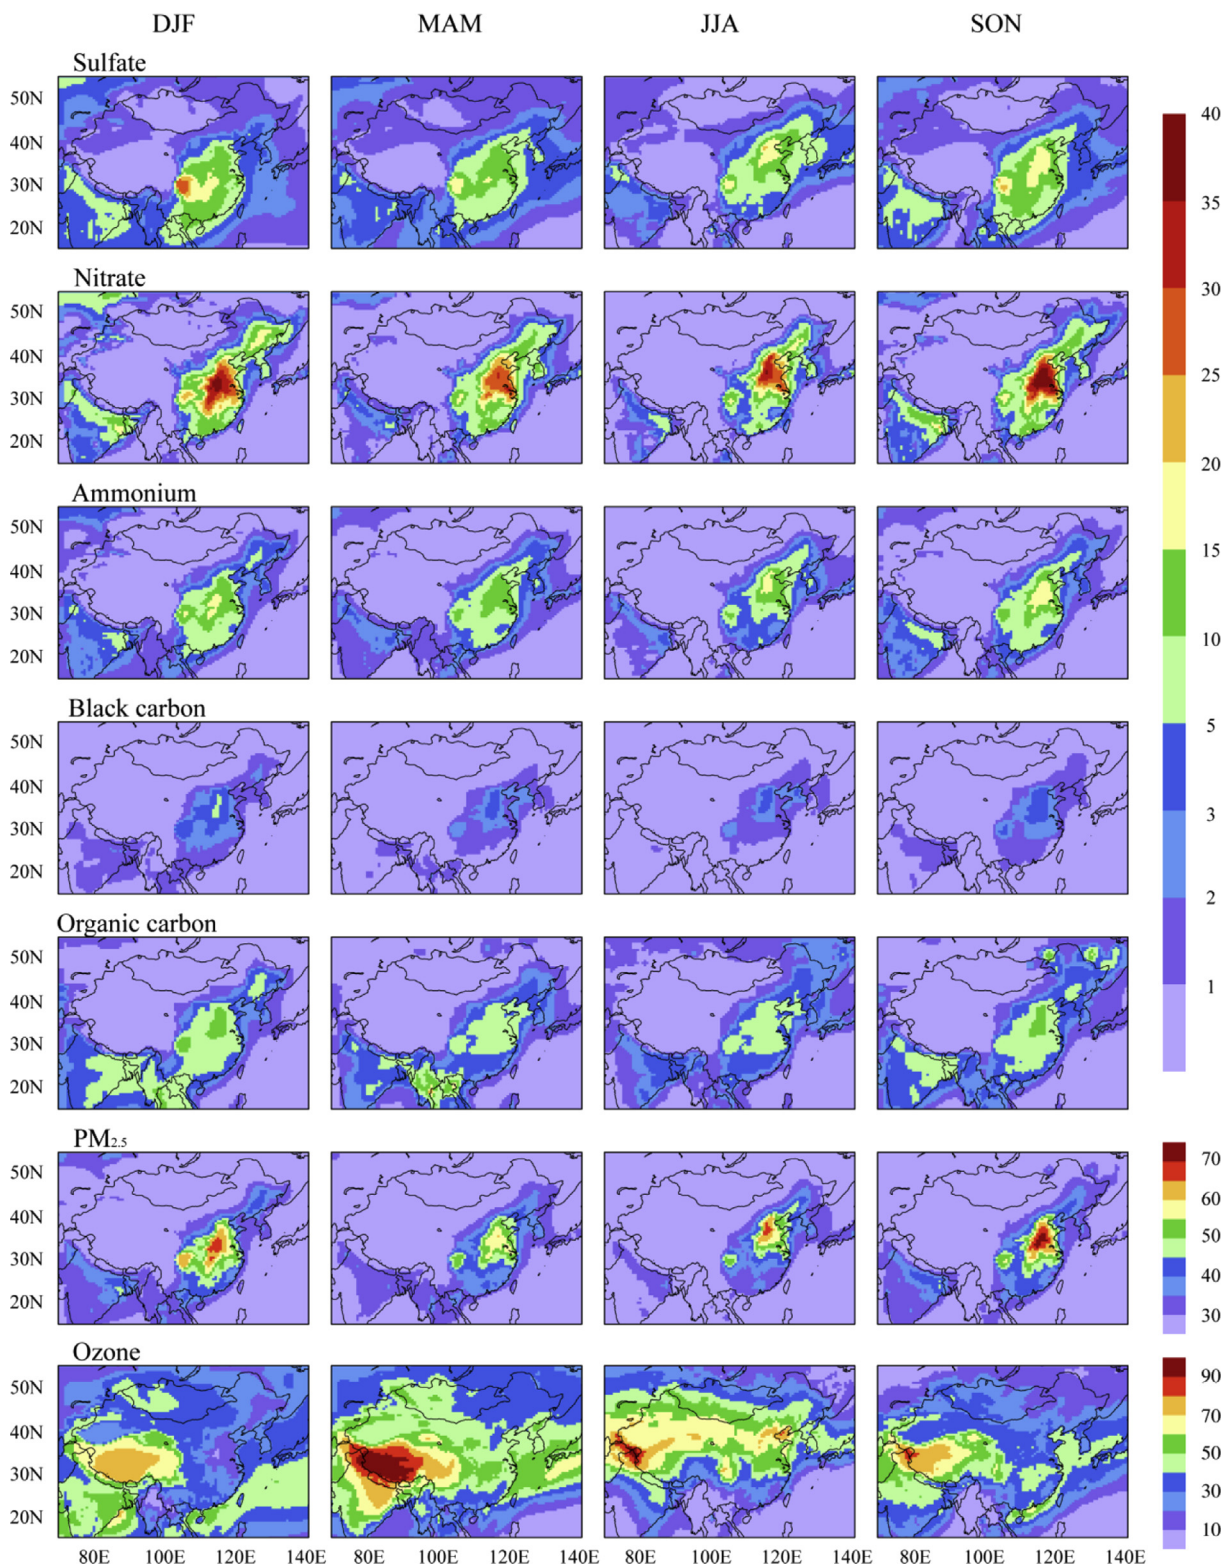 DJF MAM JJA SON
Sulfate
50N
40N
30N
20N
Nitrate
50N
40N
30N
20N
Ammonium
50N
40N
30N
20N
Black carbon
50N
40N
30N
20N
Organic carbon
50N
40N
30N
20N
PM2.5
50N
40N
30N
20N
Ozone
50N
40N
30N
20N
80E 100E 120E 140E 80E 100E 120E 140E 80E 100E 120E 140E 80E 100E 120E 140E
40
35
30
25
20
15
10
5
3
2
1
70
60
50
40
30
90
70
50
30
10